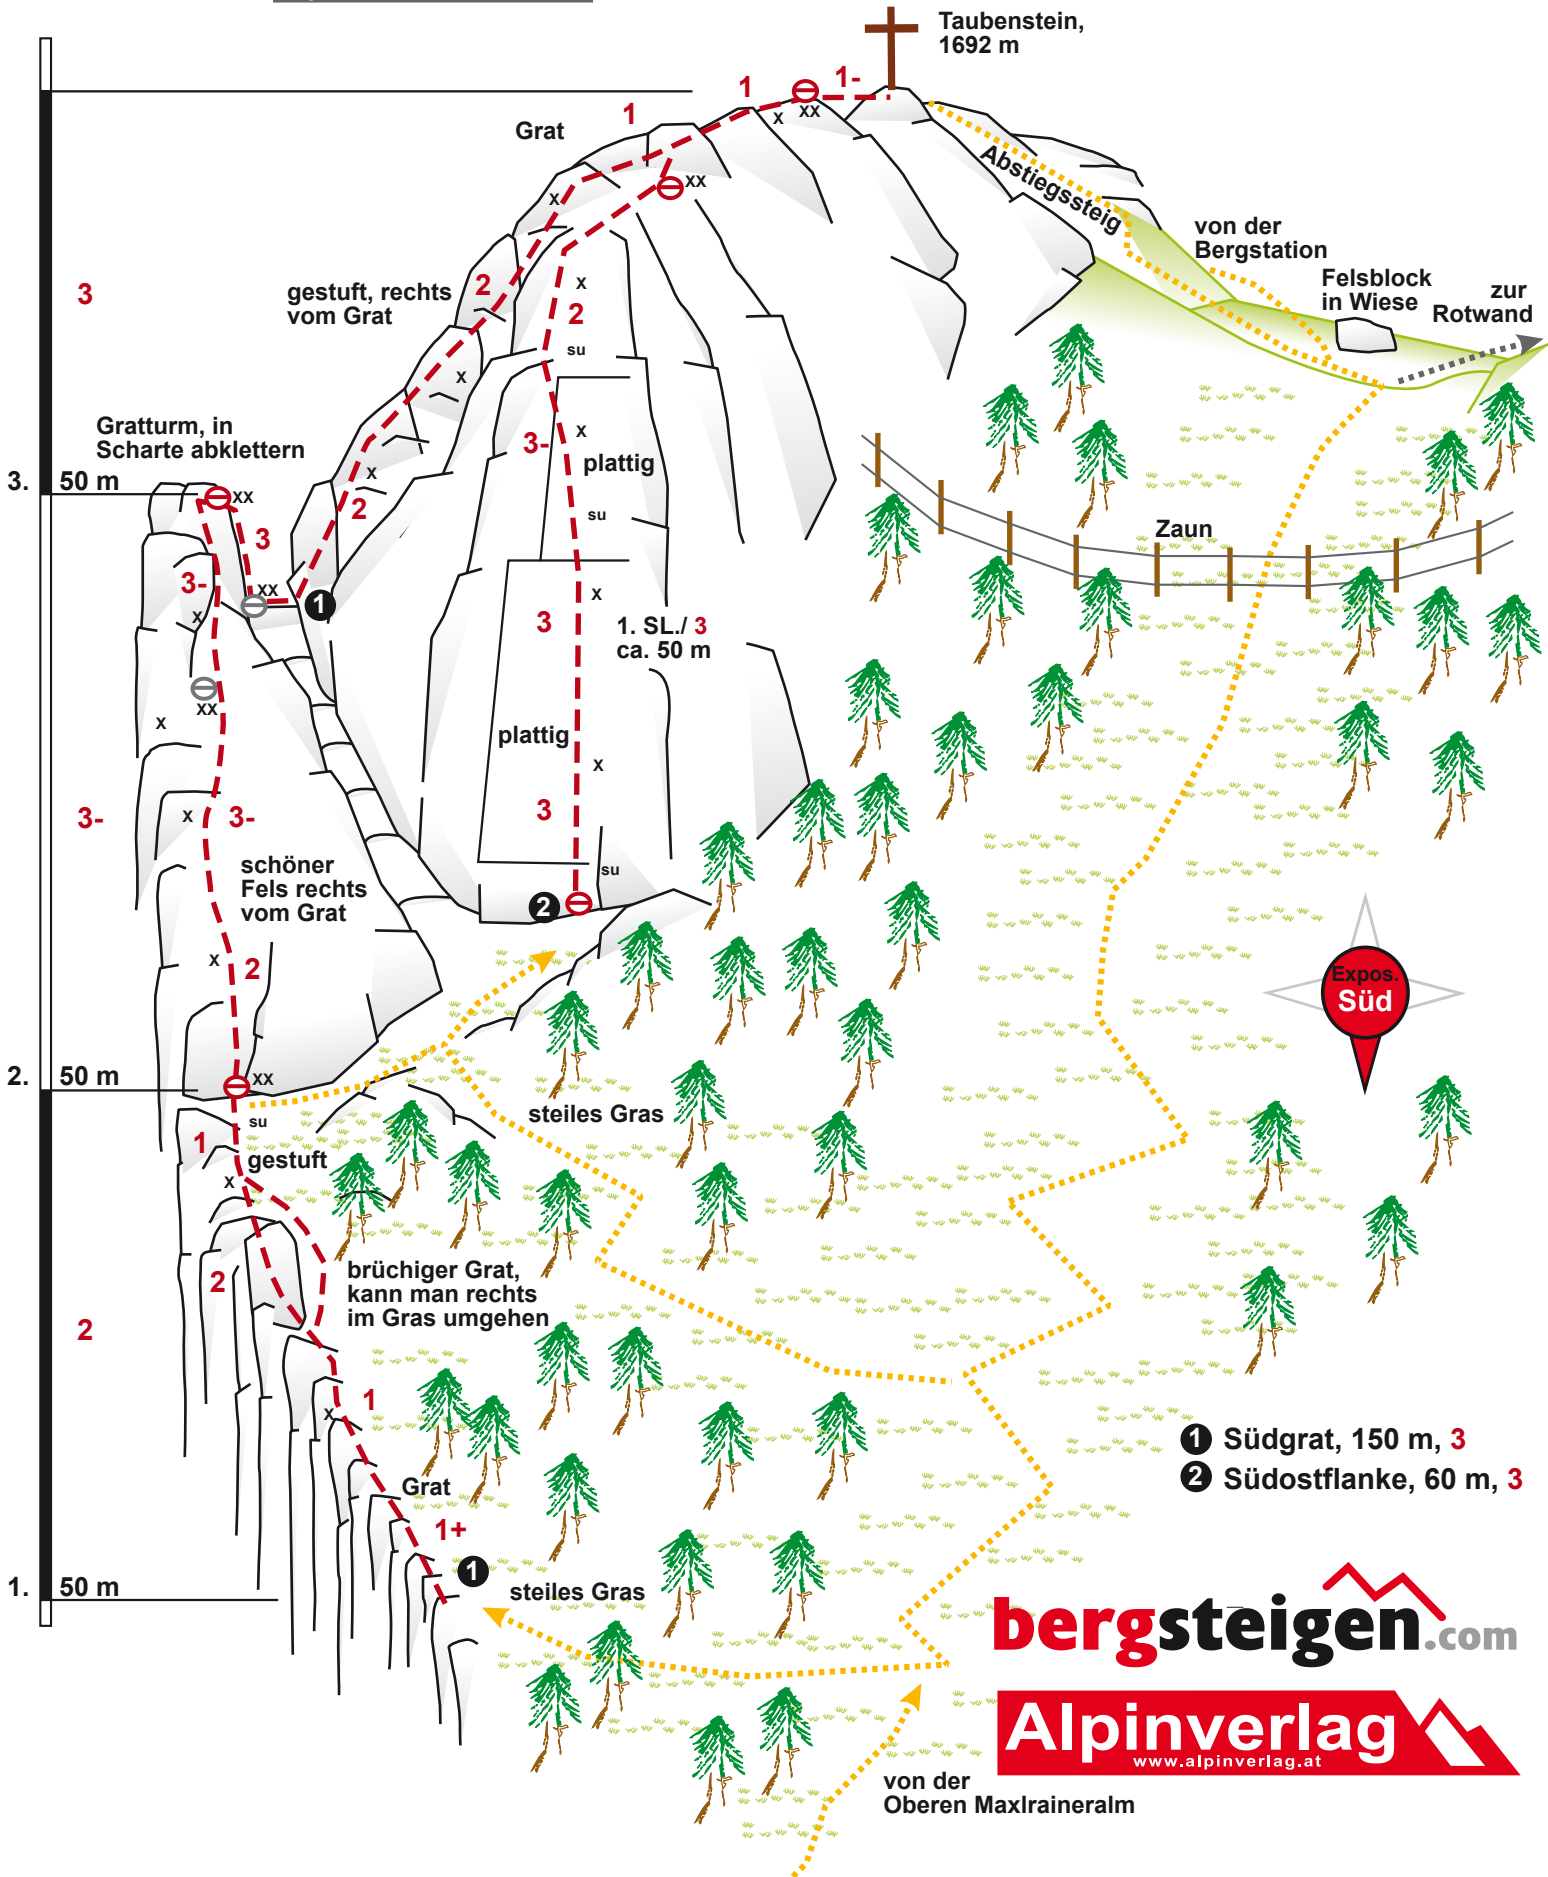 Taubenstein,
1692 m
1-
1
xx
x
1
Grat
Abstiegssteig
xx
x
von der
Bergstation
Felsblock
in Wiese
zur
Rotwand
3
gestuft, rechts
vom Grat
2
x
2
su
x
Gratturm, in
Scharte abklettern
3-
x
plattig
3.
50 m
xx
x
2
su
3
Zaun
3-
xx
1
x
x
3
1. SL./ 3
ca. 50 m
xx
x
plattig
x
3-
x
3-
3
schöner
Fels rechts
vom Grat
su
2
x
2
Expos.
Süd
2.
50 m
xx
su
steiles Gras
1
gestuft
x
2
brüchiger Grat,
kann man rechts
im Gras umgehen
2
1
x
1 Südgrat, 150 m, 3
2 Südostflanke, 60 m, 3
Grat
1+
1
1.
50 m
steiles Gras
bergsteigen.com
Alpinverlag
www.alpinverlag.at
von der
Oberen Maxlraineralm